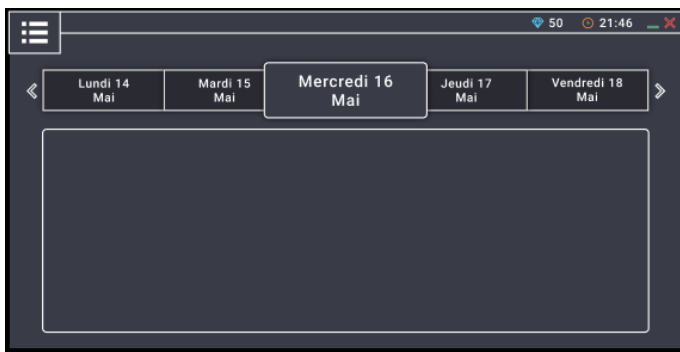 50 21:46
Lundi 14
Mai
Mardi 15
Mai
Mercredi 16
Mai
Jeudi 17
Mai
Vendredi 18
Mai